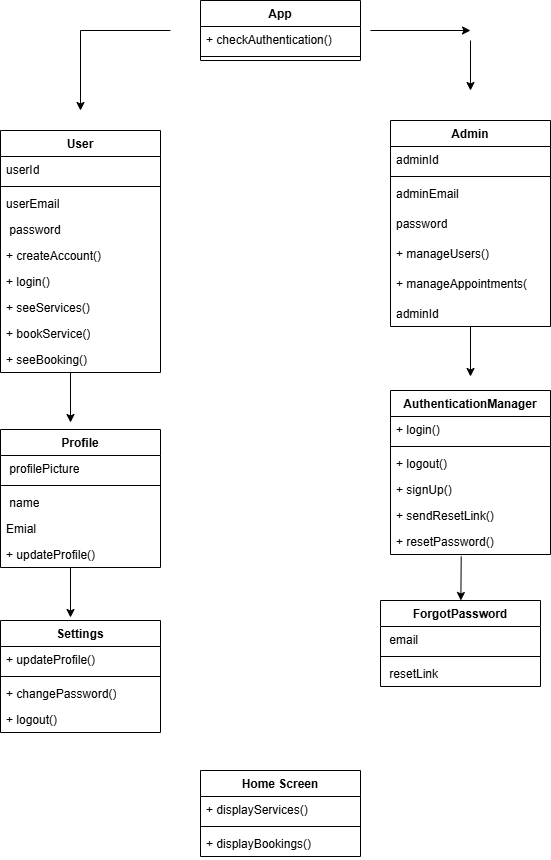 App
+ checkAuthentication()
User
userId
userEmail
password
+ createAccount()
+ login()
+ seeServices()
+ bookService()
+ seeBooking()
Admin
adminId
adminEmail
password
+ manageUsers()
+ manageAppointments(
adminId
Profile
profilePicture
name
Emial
+ updateProfile()
AuthenticationManager
+ login()
+ logout()
+ signUp()
+ sendResetLink()
+ resetPassword()
Settings
+ updateProfile()
+ changePassword()
+ logout()
ForgotPassword
email
resetLink
Home Screen
+ displayServices()
+ displayBookings()